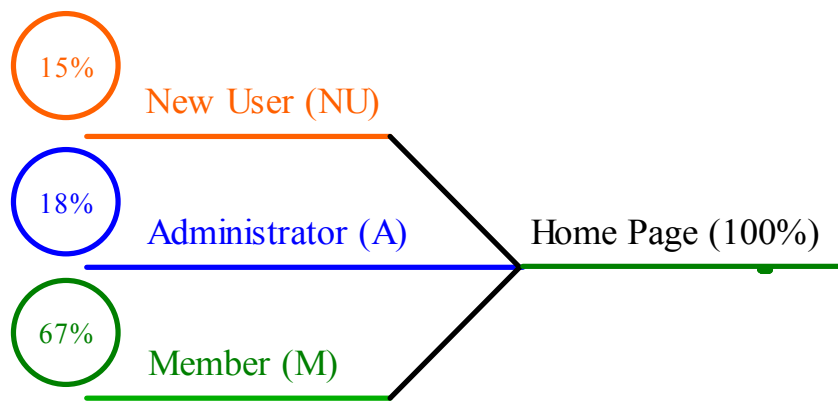 15%
New User (NU)
18%
Administrator (A)
Home Page (100%)
67%
Member (M)